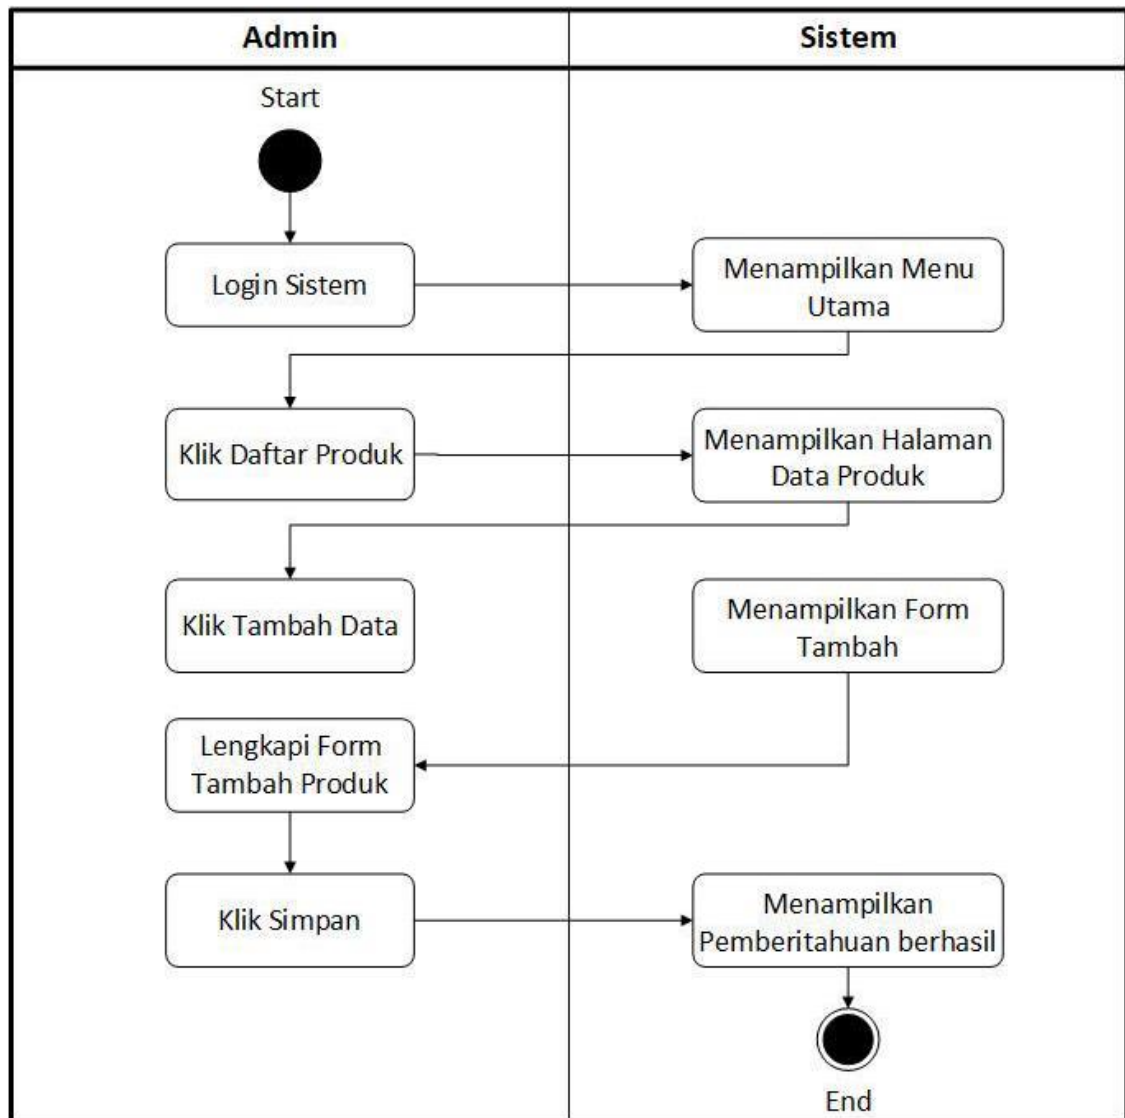 Admin
Sistem
Start
Login Sistem
Menampilkan Menu
Utama
Klik Daftar Produk
Menampilkan Halaman
Data Produk
Klik Tambah Data
Menampilkan Form
Tambah
Lengkapi Form
Tambah Produk
Klik Simpan
Menampilkan
Pemberitahuan berhasil
End